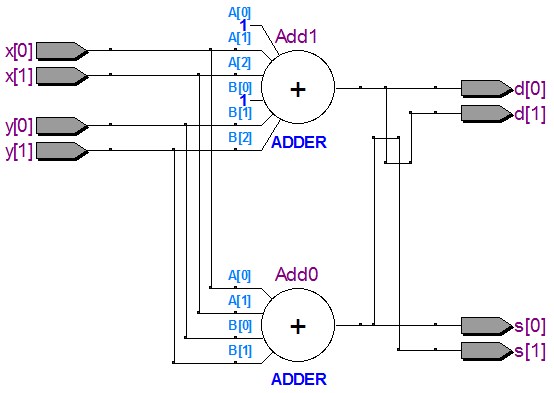 A[0]
1
Add1
x[0]
A[1]
x[1]
A[2]
B[0]
1
d[0]
y[0]
B[1]
+
d[1]
y[1]
B[2]
ADDER
A[0]
Add0
A[1]
B[0]
+
s[0]
B[1]
s[1]
ADDER